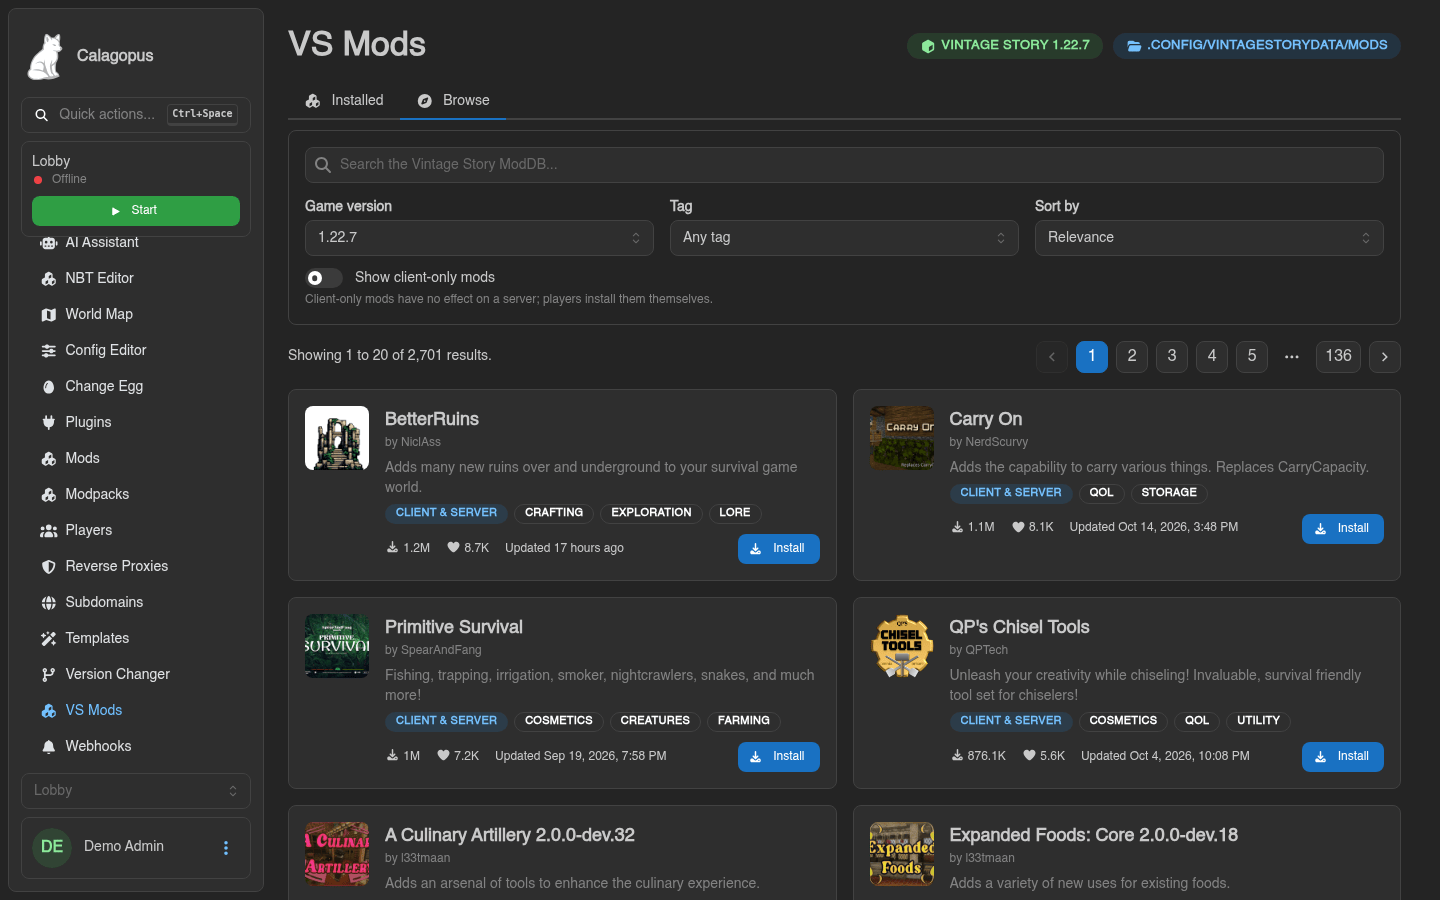 Calagopus
Quick actions... Ctrl+Space
Lobby
Offline
Start
AI Assistant
NBT Editor
World Map
Config Editor
Change Egg
Plugins
Mods
Modpacks
Players
Reverse Proxies
Subdomains
Templates
Version Changer
VS Mods
Webhooks
Lobby
DE Demo Admin
VS Mods
VINTAGE STORY 1.22.7 .CONFIG/VINTAGESTORYDATA/MODS
Installed Browse
Search the Vintage Story ModDB...
Game version Tag Sort by
1.22.7 Any tag Relevance
Show client-only mods
Client-only mods have no effect on a server; players install them themselves.
Showing 1 to 20 of 2,701 results.
1 2 3 4 5 ... 136
BetterRuins
by NiclAss
Adds many new ruins over and underground to your survival game
world.
CLIENT & SERVER CRAFTING EXPLORATION LORE
1.2M 8.7K Updated 17 hours ago Install
CARRY ON
Carry On
by NerdScurvy
Adds the capability to carry various things. Replaces CarryCapacity.
CLIENT & SERVER QOL STORAGE
1.1M 8.1K Updated Oct 14, 2026, 3:48 PM Install
PRIMITIVE
SURVIVAL
Primitive Survival
by SpearAndFang
Fishing, trapping, irrigation, smoker, nightcrawlers, snakes, and much
more!
CLIENT & SERVER COSMETICS CREATURES FARMING
1M 7.2K Updated Sep 19, 2026, 7:58 PM Install
QP's
CHISEL
TOOLS
QP's Chisel Tools
by QPTech
Unleash your creativity while chiseling! Invaluable, survival friendly
tool set for chiselers!
CLIENT & SERVER COSMETICS QOL UTILITY
876.1K 5.6K Updated Oct 4, 2026, 10:08 PM Install
A CULINARY
ARTILLERY
A Culinary Artillery 2.0.0-dev.32
by l33tmaan
Adds an arsenal of tools to enhance the culinary experience.
Expanded
Foods
Expanded Foods: Core 2.0.0-dev.18
by l33tmaan
Adds a variety of new uses for existing foods.